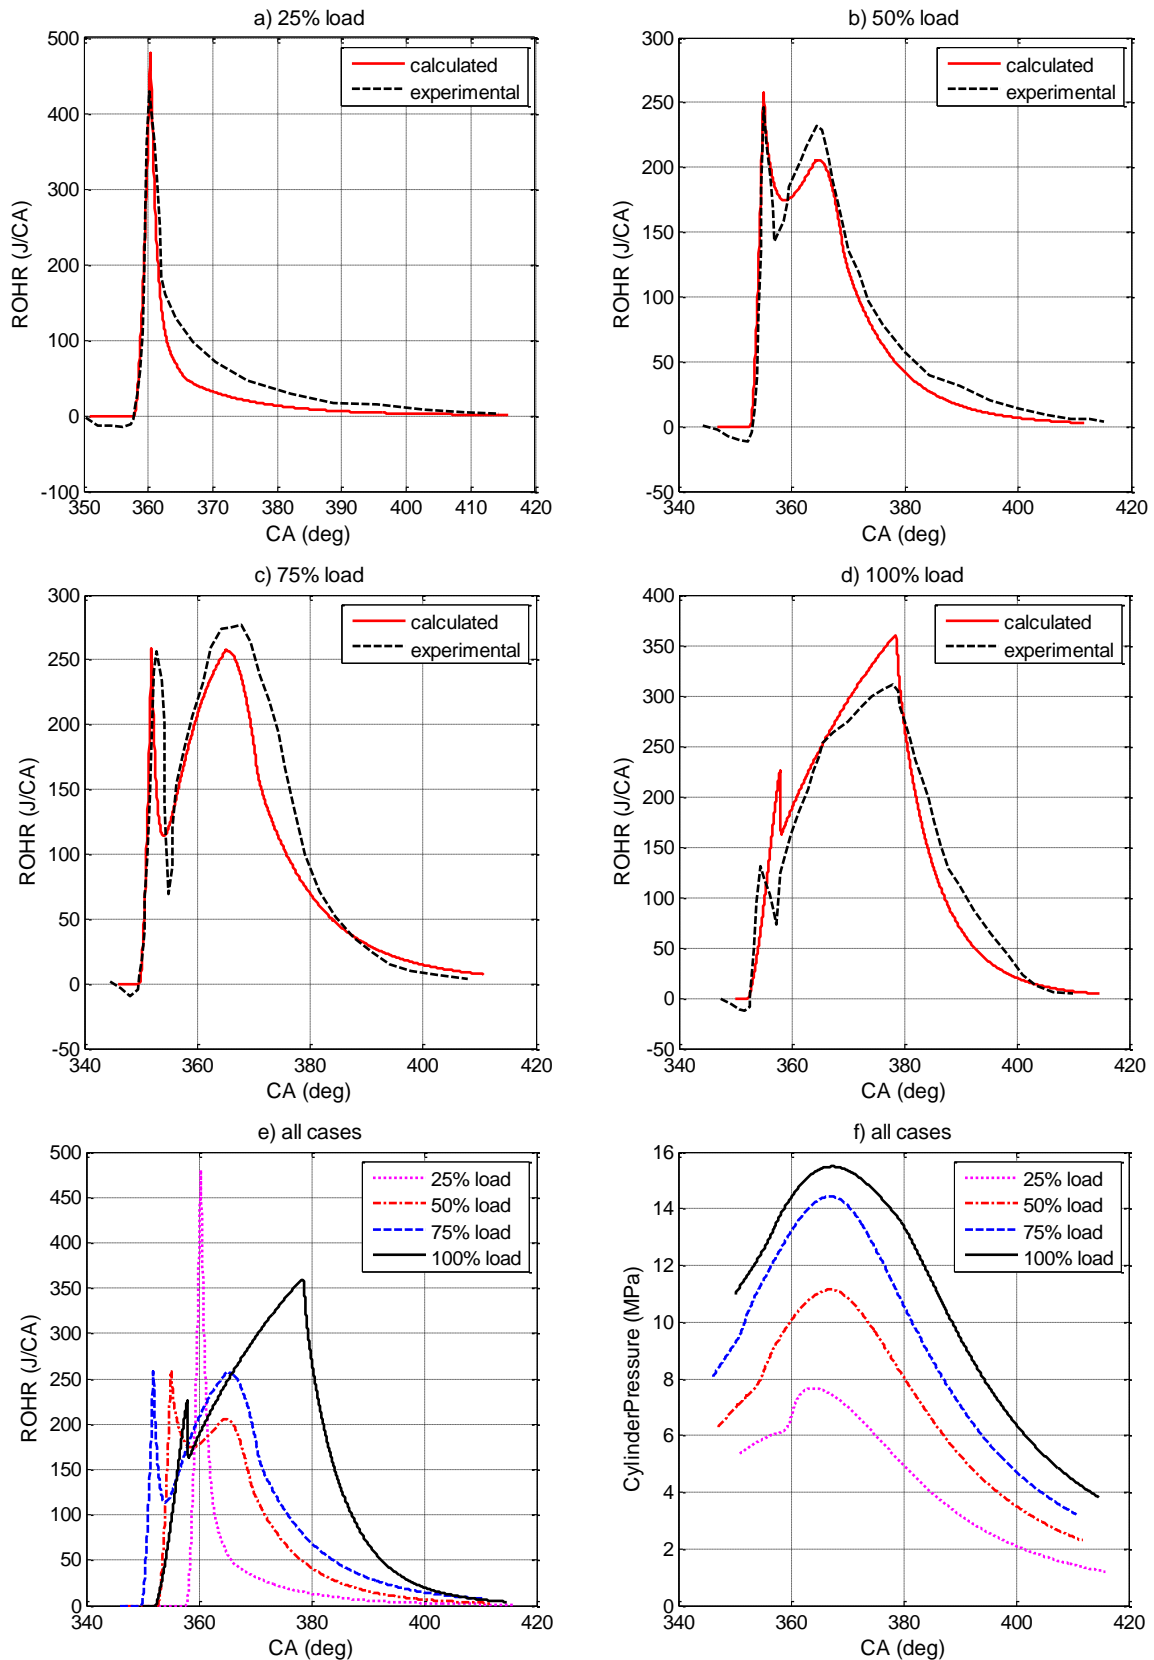 a) 25% load
500
400
300
200
100
0
-100
350
360
370
380
390
400
410
420
ROHR (J/CA)
CA (deg)
calculated
experimental
b) 50% load
300
250
200
150
100
50
0
-50
340
360
380
400
420
ROHR (J/CA)
CA (deg)
calculated
experimental
c) 75% load
300
250
200
150
100
50
0
-50
340
360
380
400
420
ROHR (J/CA)
CA (deg)
calculated
experimental
d) 100% load
400
350
300
250
200
150
100
50
0
-50
340
360
380
400
420
ROHR (J/CA)
CA (deg)
calculated
experimental
e) all cases
500
450
400
350
300
250
200
150
100
50
0
340
360
380
400
420
ROHR (J/CA)
CA (deg)
25% load
50% load
75% load
100% load
f) all cases
16
14
12
10
8
6
4
2
0
340
360
380
400
420
CylinderPressure (MPa)
CA (deg)
25% load
50% load
75% load
100% load